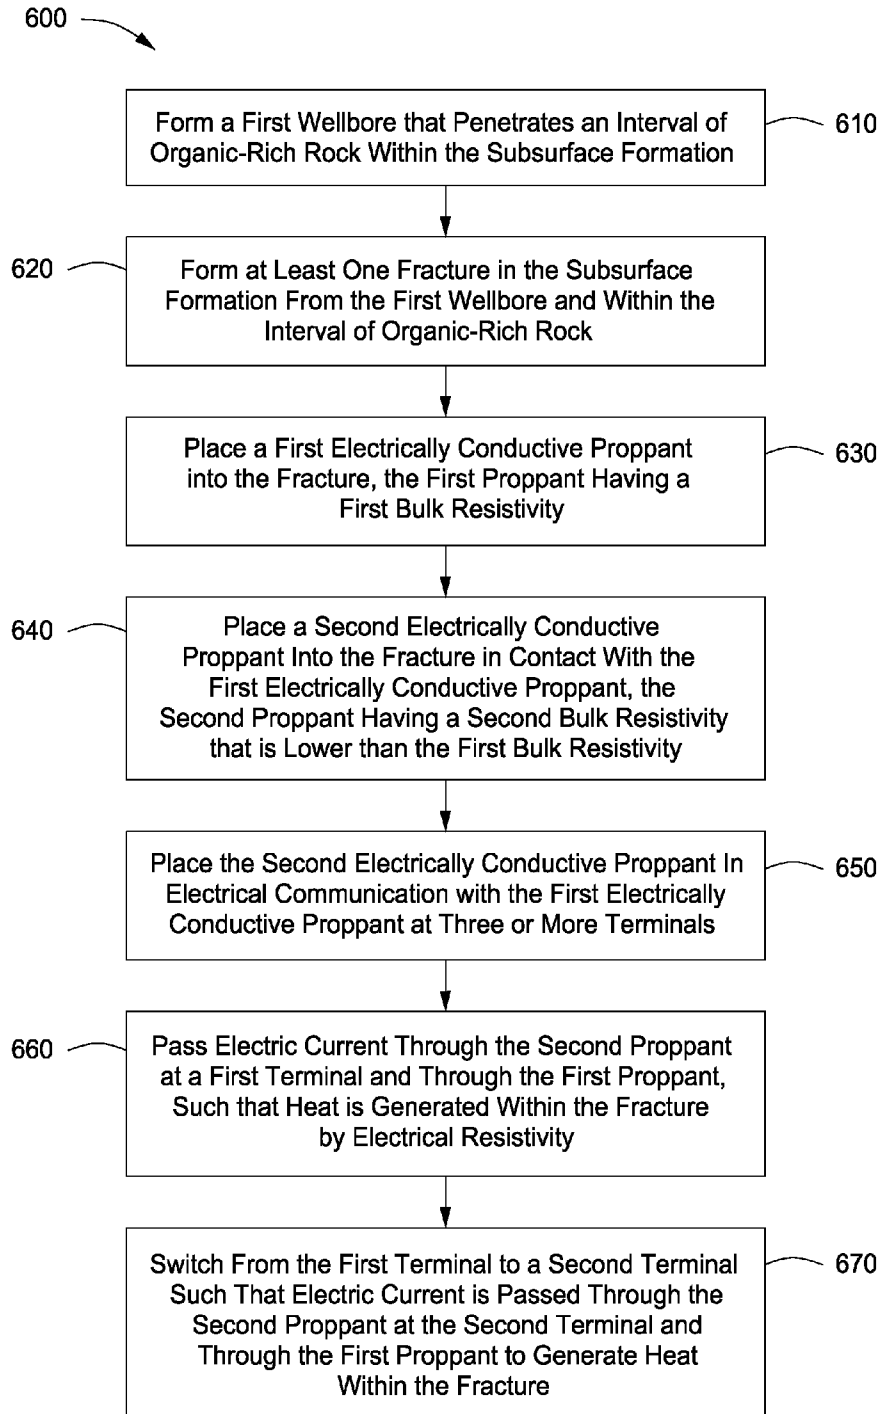 600
Form a First Wellbore that Penetrates an Interval of
Organic-Rich Rock Within the Subsurface Formation
610
620
Form at Least One Fracture in the Subsurface
Formation From the First Wellbore and Within the
Interval of Organic-Rich Rock
Place a First Electrically Conductive Proppant
into the Fracture, the First Proppant Having a
First Bulk Resistivity
630
640
Place a Second Electrically Conductive
Proppant Into the Fracture in Contact With the
First Electrically Conductive Proppant, the
Second Proppant Having a Second Bulk Resistivity
that is Lower than the First Bulk Resistivity
Place the Second Electrically Conductive Proppant In
Electrical Communication with the First Electrically
Conductive Proppant at Three or More Terminals
650
660
Pass Electric Current Through the Second Proppant
at a First Terminal and Through the First Proppant,
Such that Heat is Generated Within the Fracture
by Electrical Resistivity
Switch From the First Terminal to a Second Terminal
Such That Electric Current is Passed Through the
Second Proppant at the Second Terminal and
Through the First Proppant to Generate Heat
Within the Fracture
670